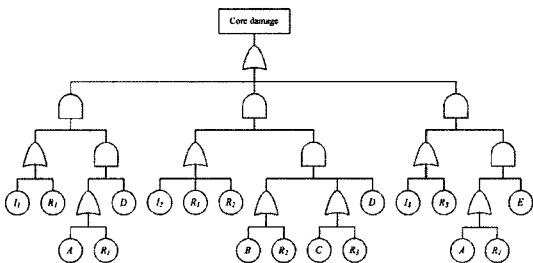 Core damage
I₁ R₁ D I₂ R₁ R₂ D I₃ R₃ E
A R₁ B R₂ C R₃ A R₁